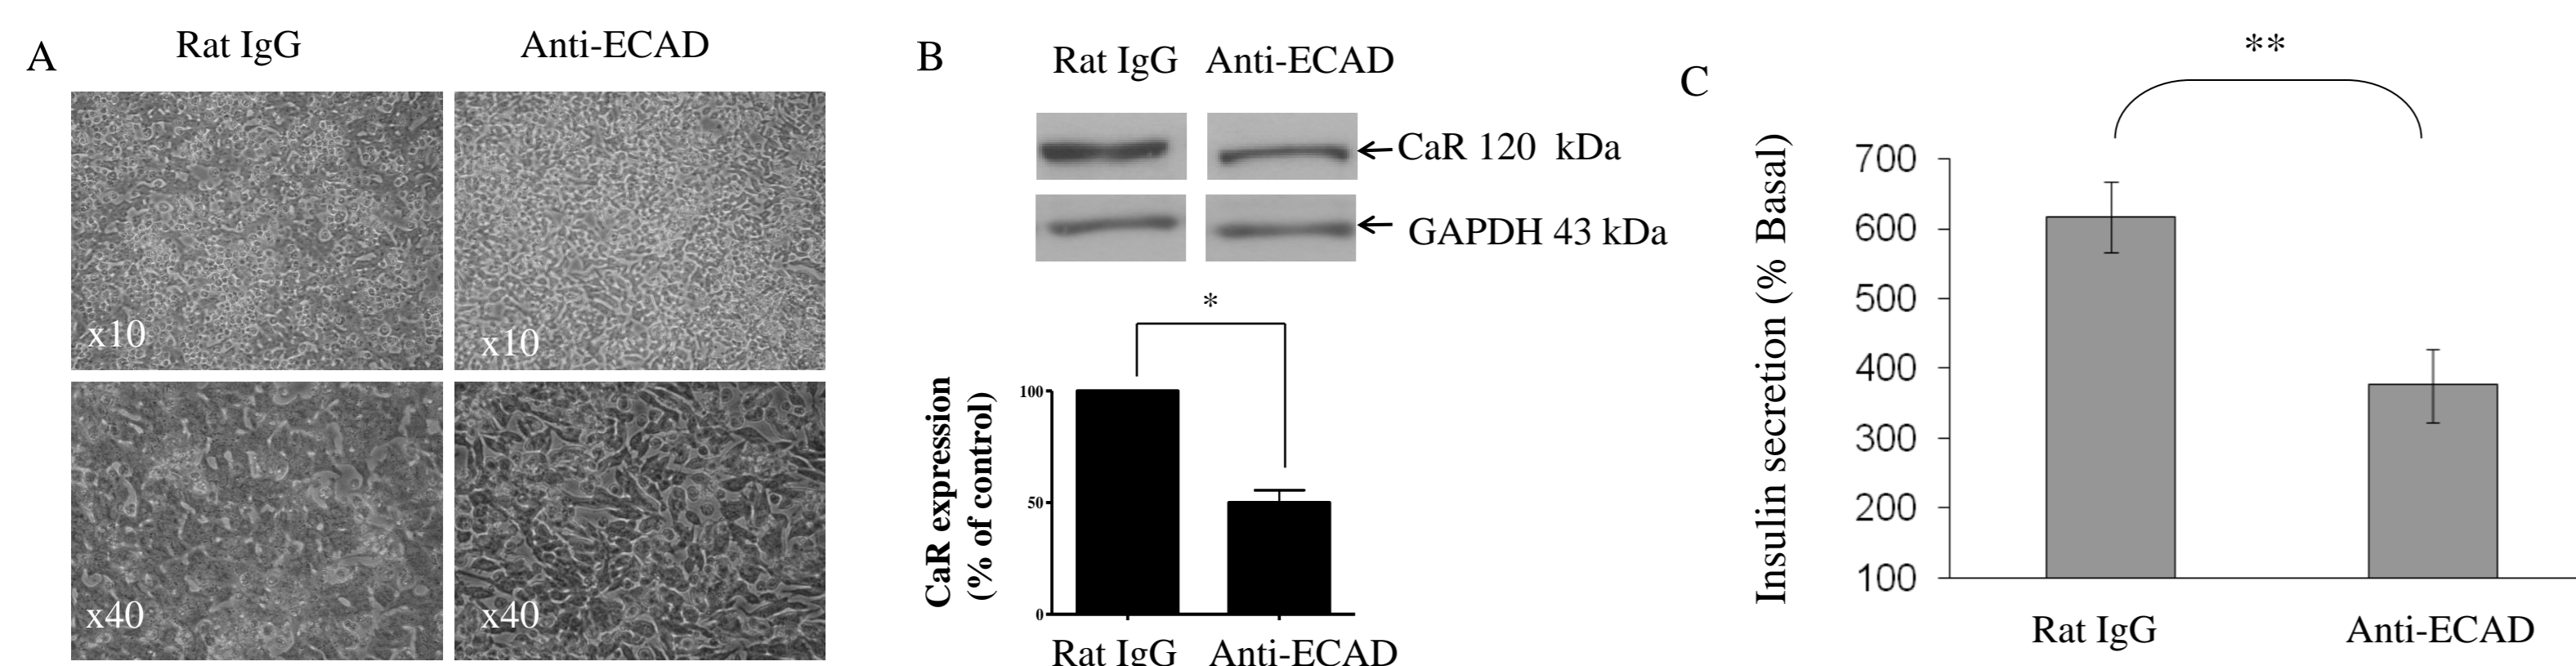 A
Rat IgG
Anti-ECAD
x10
x10
x40
x40
B
Rat IgG
Anti-ECAD
CaR 120 kDa
GAPDH 43 kDa
*
CaR expression
(% of control)
100
50
0
Rat IgG
Anti-ECAD
C
**
Insulin secretion (% Basal)
700
600
500
400
300
200
100
Rat IgG
Anti-ECAD